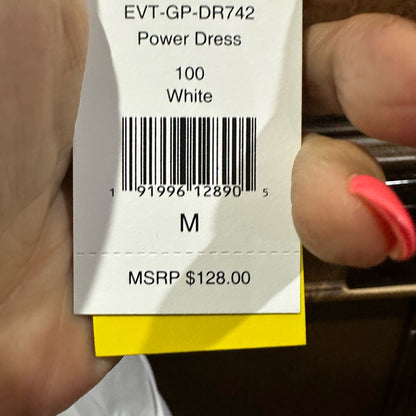 EVT-GP-DR742
Power Dress
100
White
1 91996 12890 5
M
MSRP $128.00